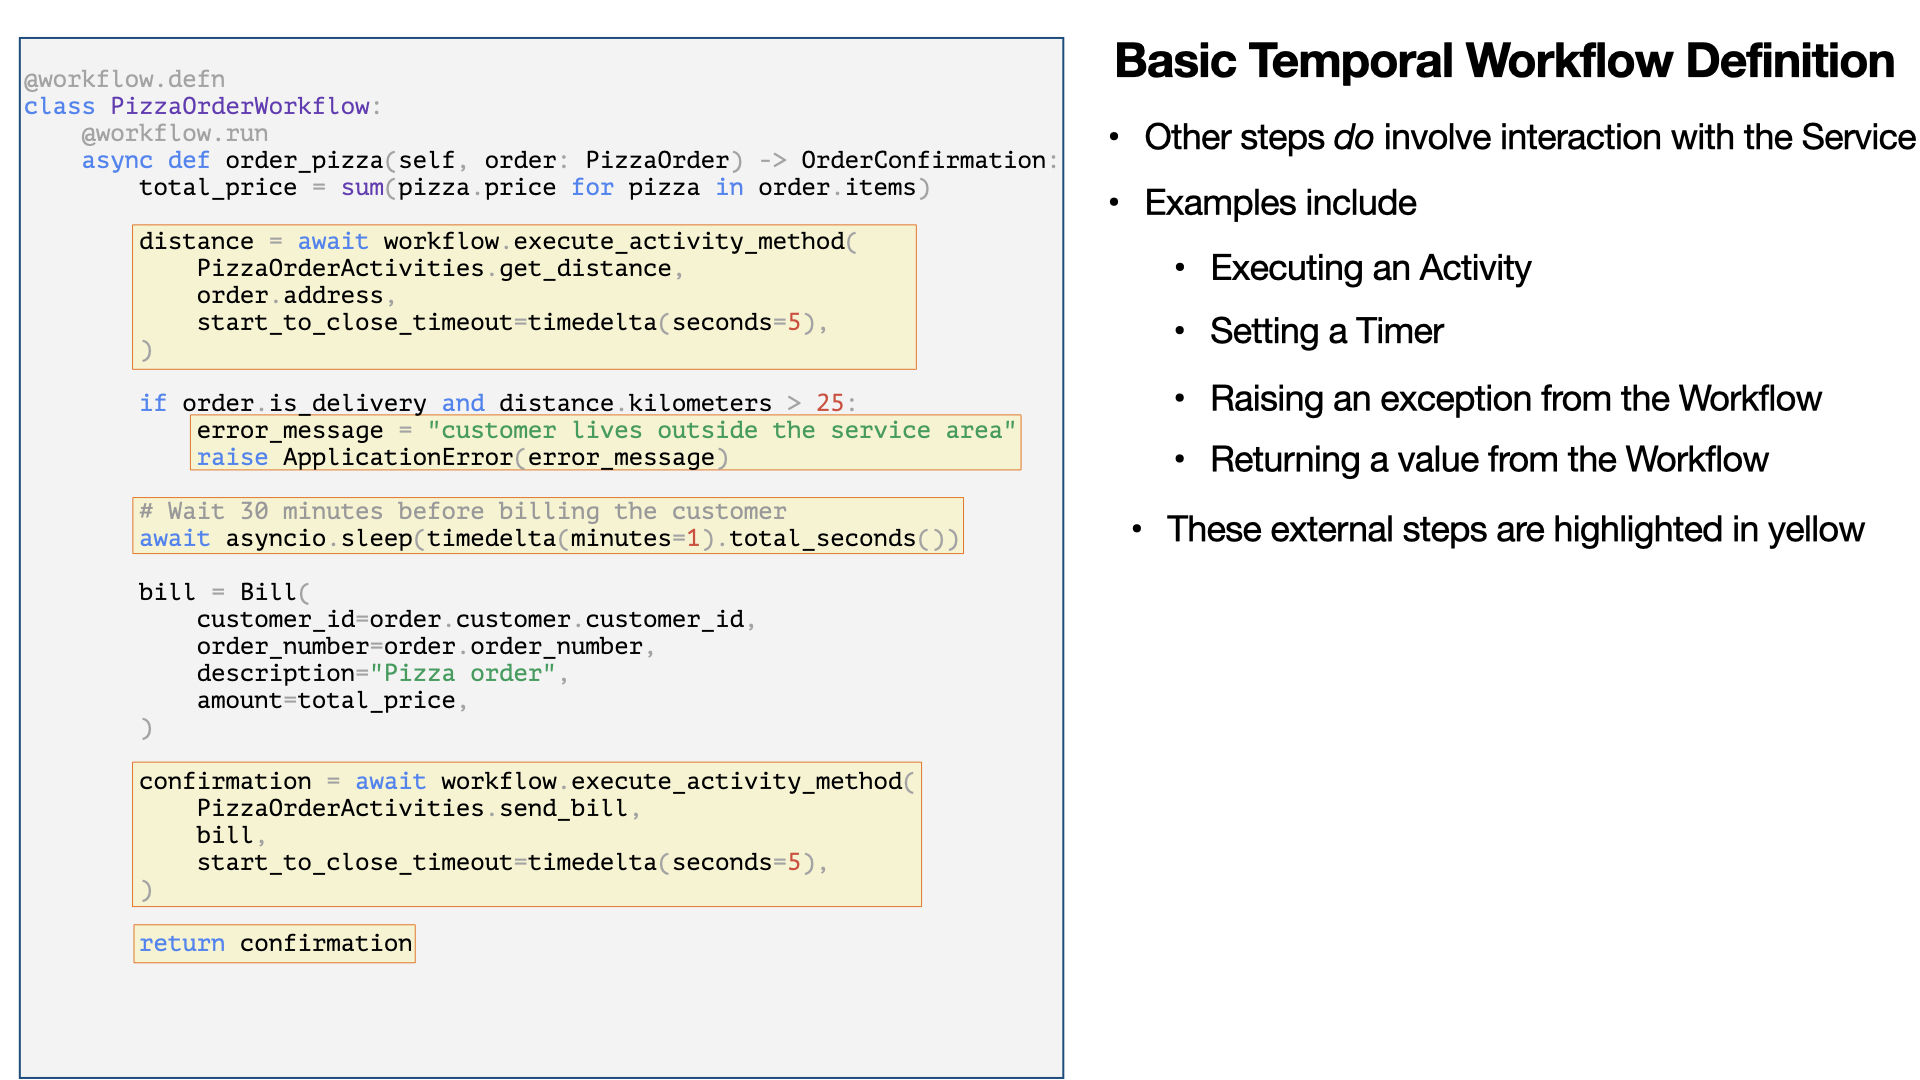 @workflow.defn
class PizzaOrderWorkflow:
    @workflow.run
    async def order_pizza(self, order: PizzaOrder) -> OrderConfirmation:
        total_price = sum(pizza.price for pizza in order.items)

        distance = await workflow.execute_activity_method(
            PizzaOrderActivities.get_distance,
            order.address,
            start_to_close_timeout=timedelta(seconds=5),
        )

        if order.is_delivery and distance.kilometers > 25:
            error_message = "customer lives outside the service area"
            raise ApplicationError(error_message)

        # Wait 30 minutes before billing the customer
        await asyncio.sleep(timedelta(minutes=1).total_seconds())

        bill = Bill(
            customer_id=order.customer.customer_id,
            order_number=order.order_number,
            description="Pizza order",
            amount=total_price,
        )

        confirmation = await workflow.execute_activity_method(
            PizzaOrderActivities.send_bill,
            bill,
            start_to_close_timeout=timedelta(seconds=5),
        )

        return confirmation

Basic Temporal Workflow Definition
• Other steps do involve interaction with the Service
• Examples include
• Executing an Activity
• Setting a Timer
• Raising an exception from the Workflow
• Returning a value from the Workflow
• These external steps are highlighted in yellow